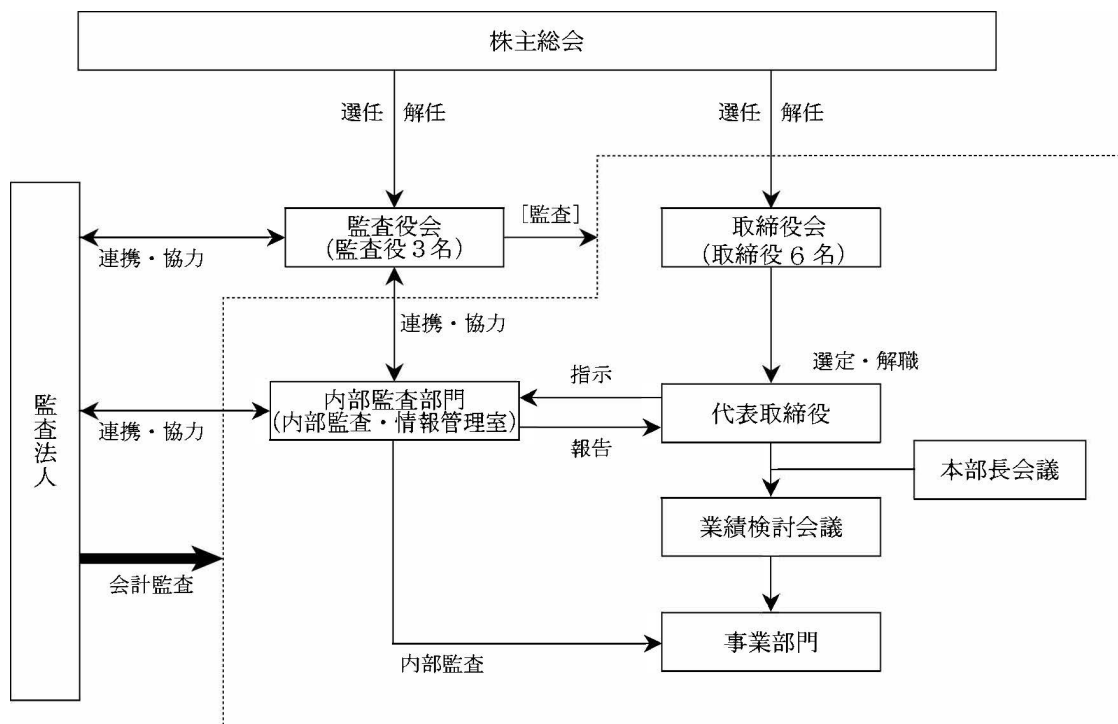 株主総会
選任 解任
選任 解任
監査役会
(監査役3名)
[監査]
取締役会
(取締役6名)
連携・協力
連携・協力
選定・解職
監査法人
内部監査部門
(内部監査・情報管理室)
指示
報告
代表取締役
連携・協力
本部長会議
業績検討会議
会計監査
事業部門
内部監査